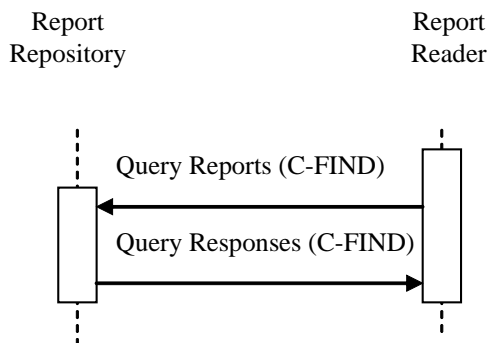 Report
Repository
Report
Reader
Query Reports (C-FIND)
Query Responses (C-FIND)